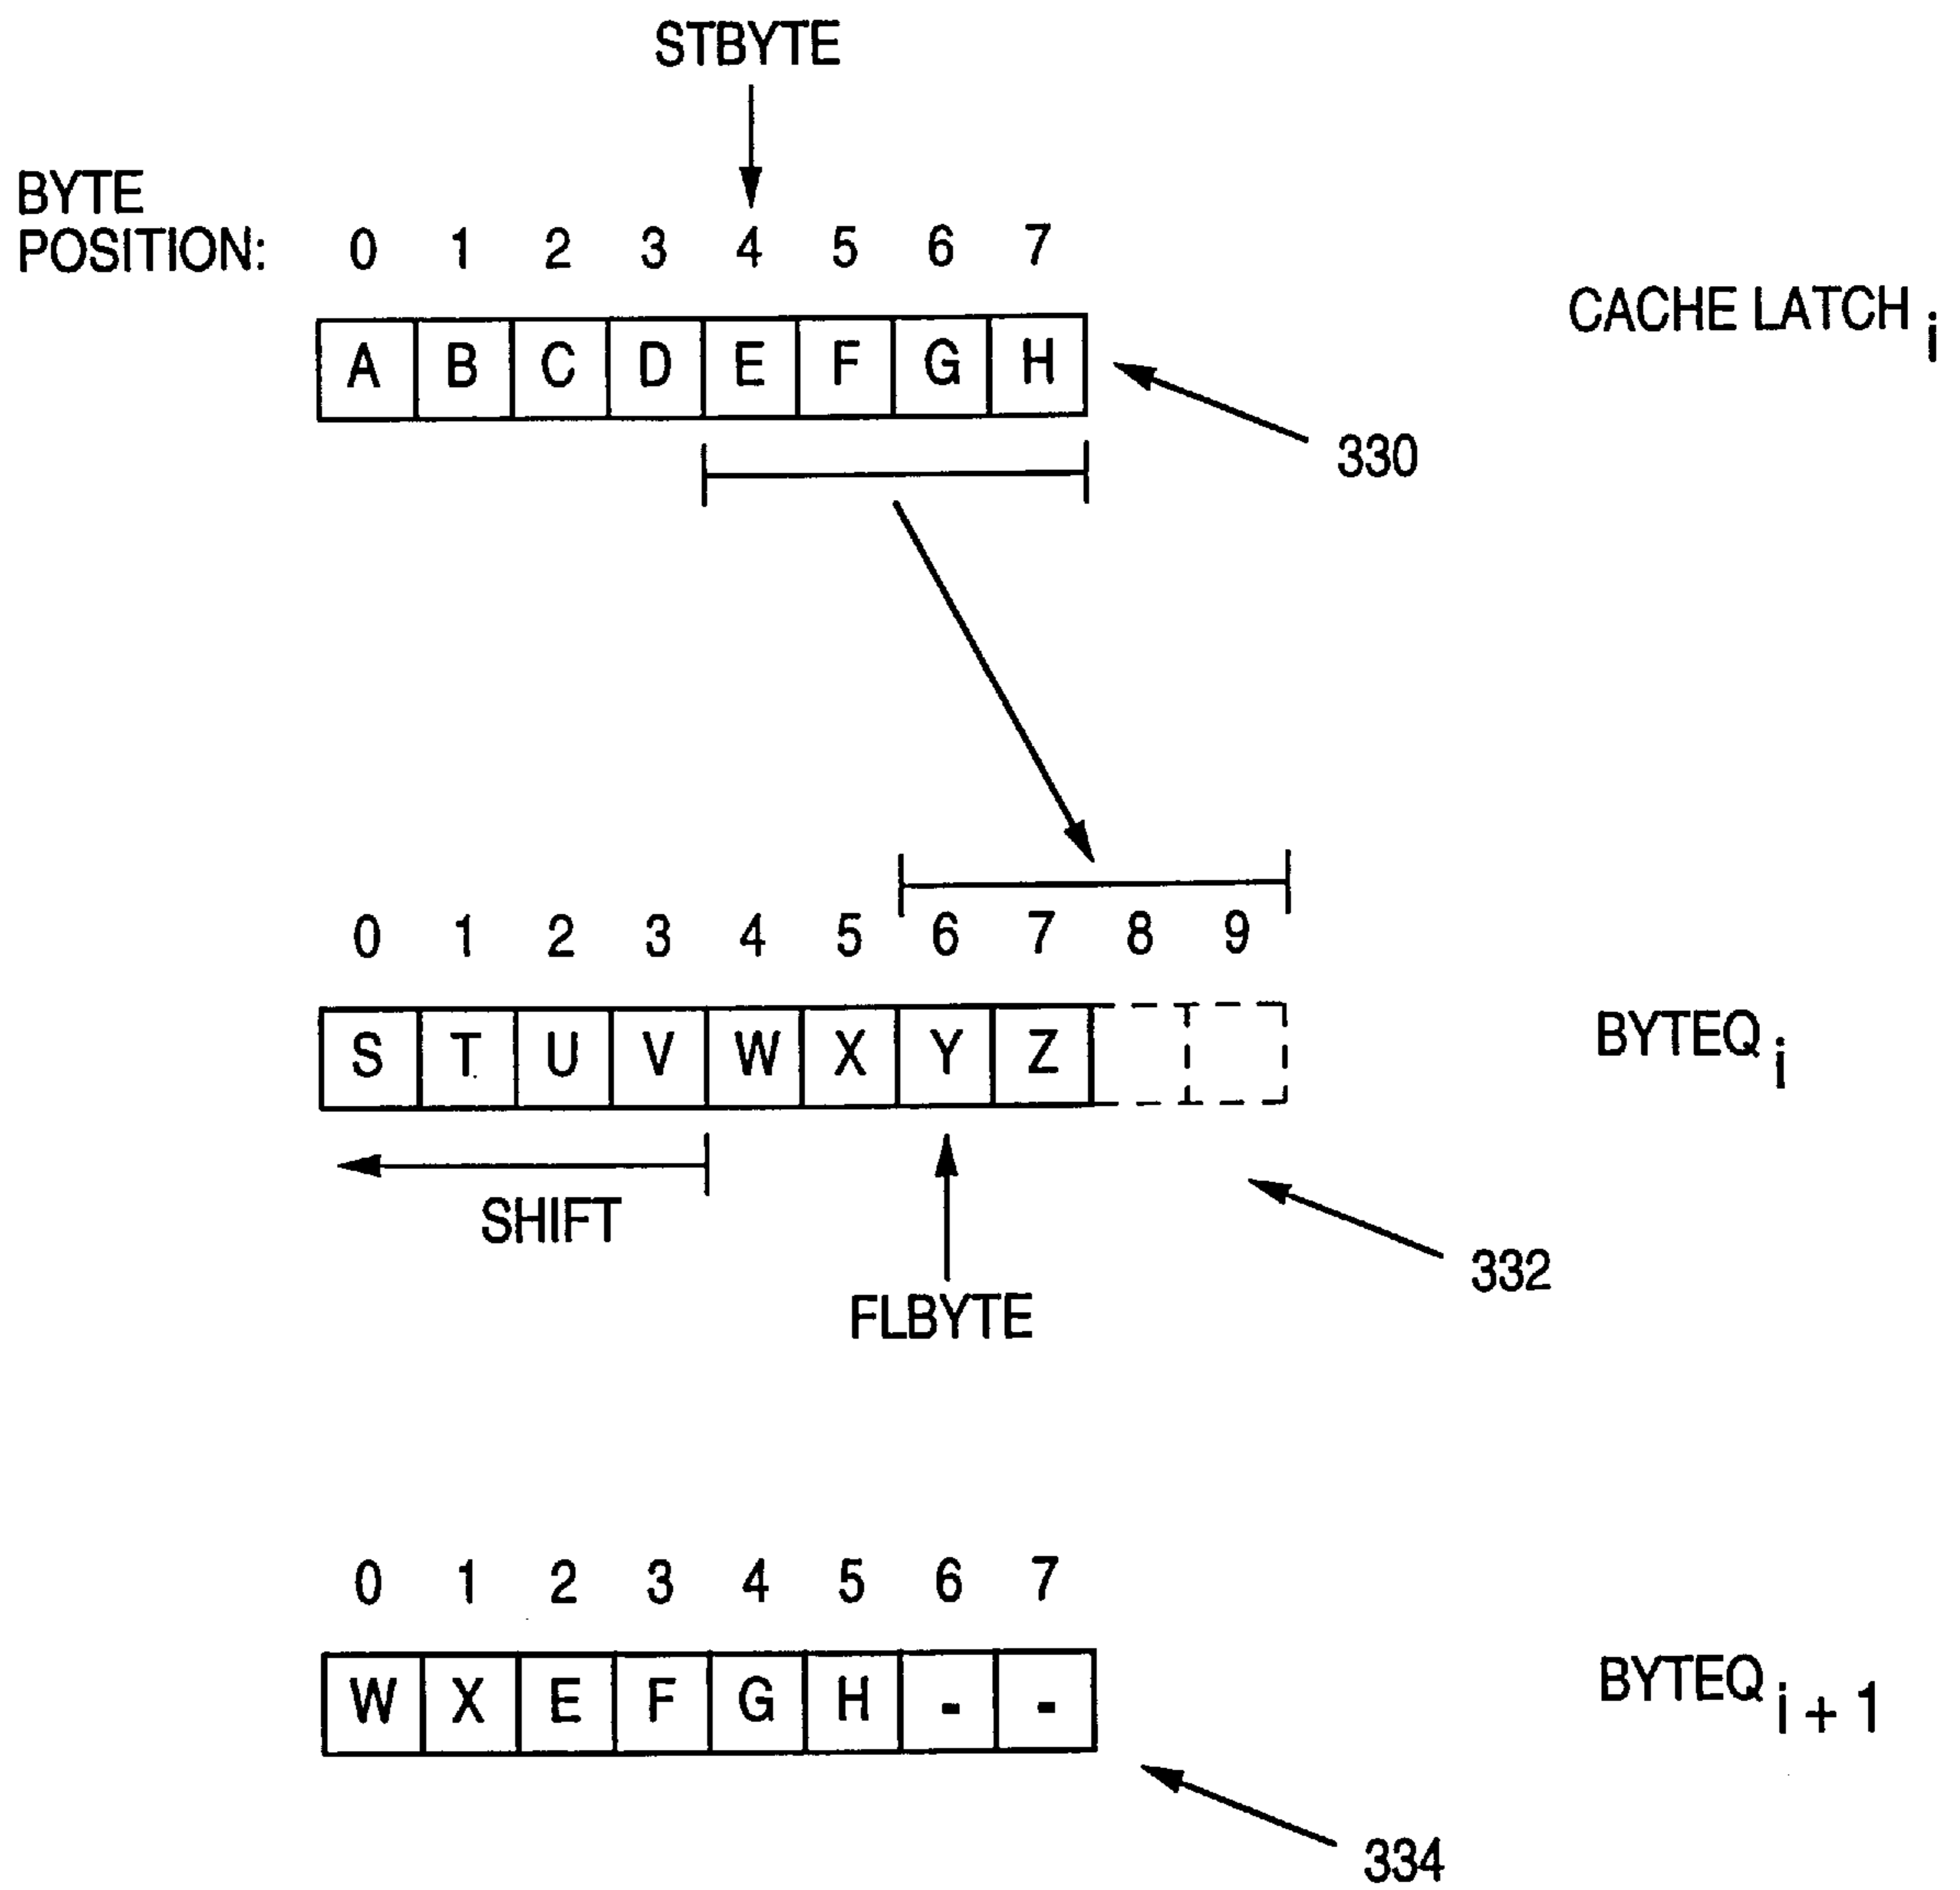 STBYTE
BYTE
POSITION: 0 1 2 3 4 5 6 7
CACHE LATCH i
A B C D E F G H
330
0 1 2 3 4 5 6 7 8 9
S T U V W X Y Z
BYTEQ i
SHIFT
332
FLBYTE
0 1 2 3 4 5 6 7
W X E F G H - -
BYTEQ i + 1
334